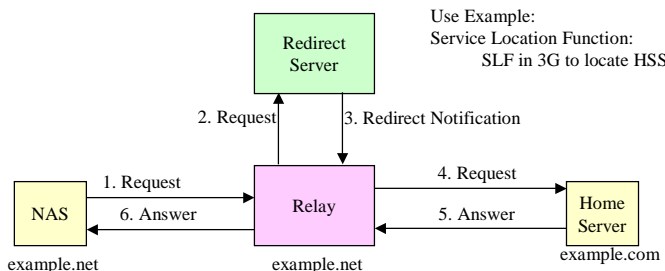 Use Example:
Service Location Function:
SLF in 3G to locate HSS
Redirect
Server
2. Request
3. Redirect Notification
1. Request
4. Request
NAS
Relay
Home
Server
6. Answer
5. Answer
example.net
example.net
example.com